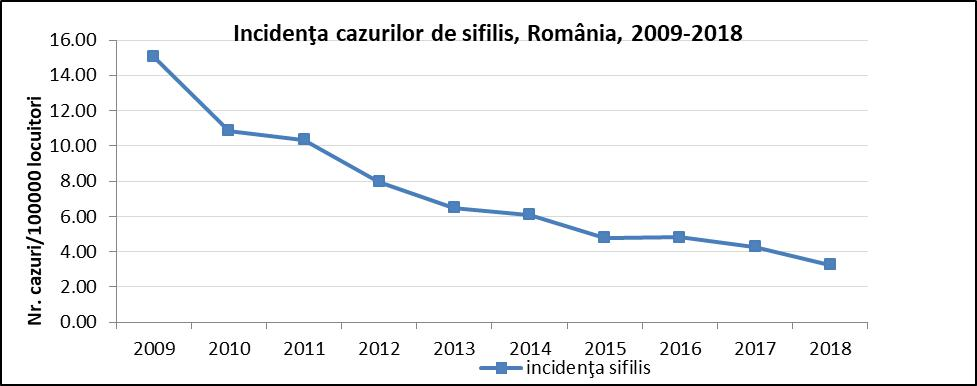 Incidenţa cazurilor de sifilis, România, 2009-2018
Nr. cazuri/100000 locuitori
16.00
14.00
12.00
10.00
8.00
6.00
4.00
2.00
0.00
2009 2010 2011 2012 2013 2014 2015 2016 2017 2018
incidenţa sifilis